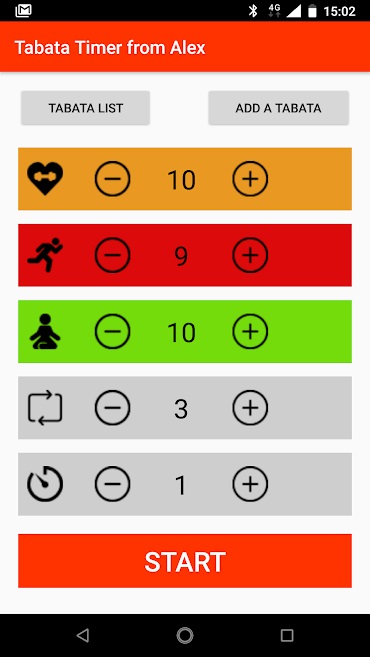 4G 15:02
Tabata Timer from Alex
TABATA LIST ADD A TABATA
10
9
10
3
1
START